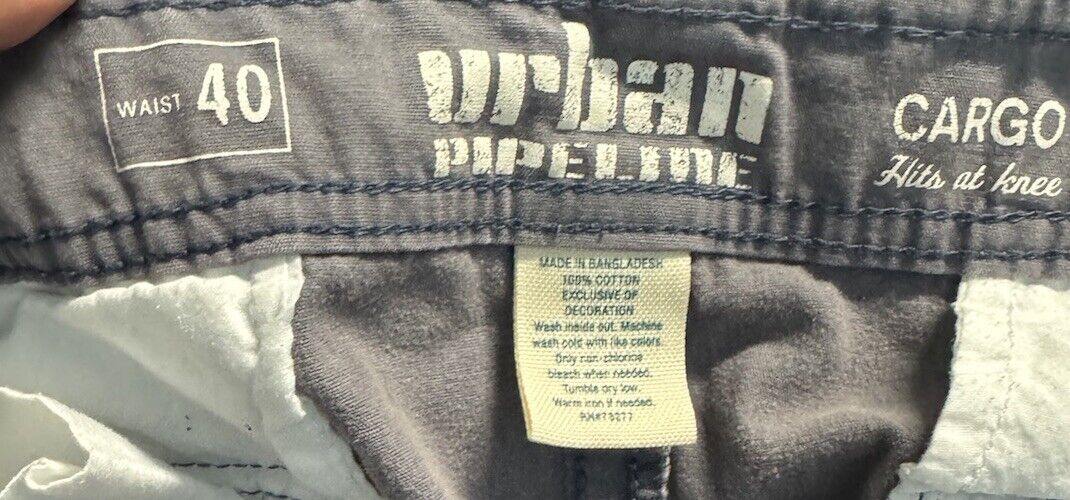 WAIST 40
urban
PIPELINE
CARGO
Hits at knee
MADE IN BANGLADESH
100% COTTON
EXCLUSIVE OF
DECORATION
Wash inside out. Machine
wash cold with like colors.
Only non-chlorine
bleach when needed.
Tumble dry low.
Warm iron if needed.
RN#73277